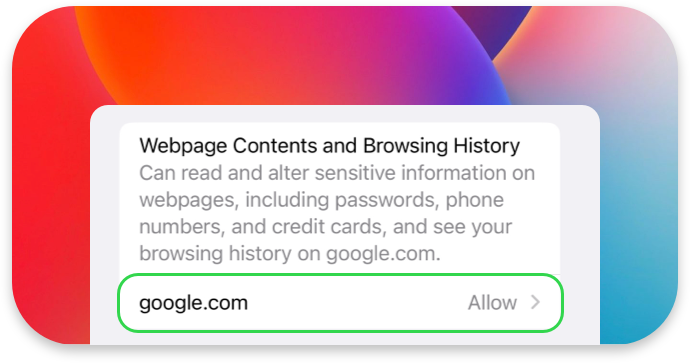 Webpage Contents and Browsing History
Can read and alter sensitive information on
webpages, including passwords, phone
numbers, and credit cards, and see your
browsing history on google.com.
google.com Allow